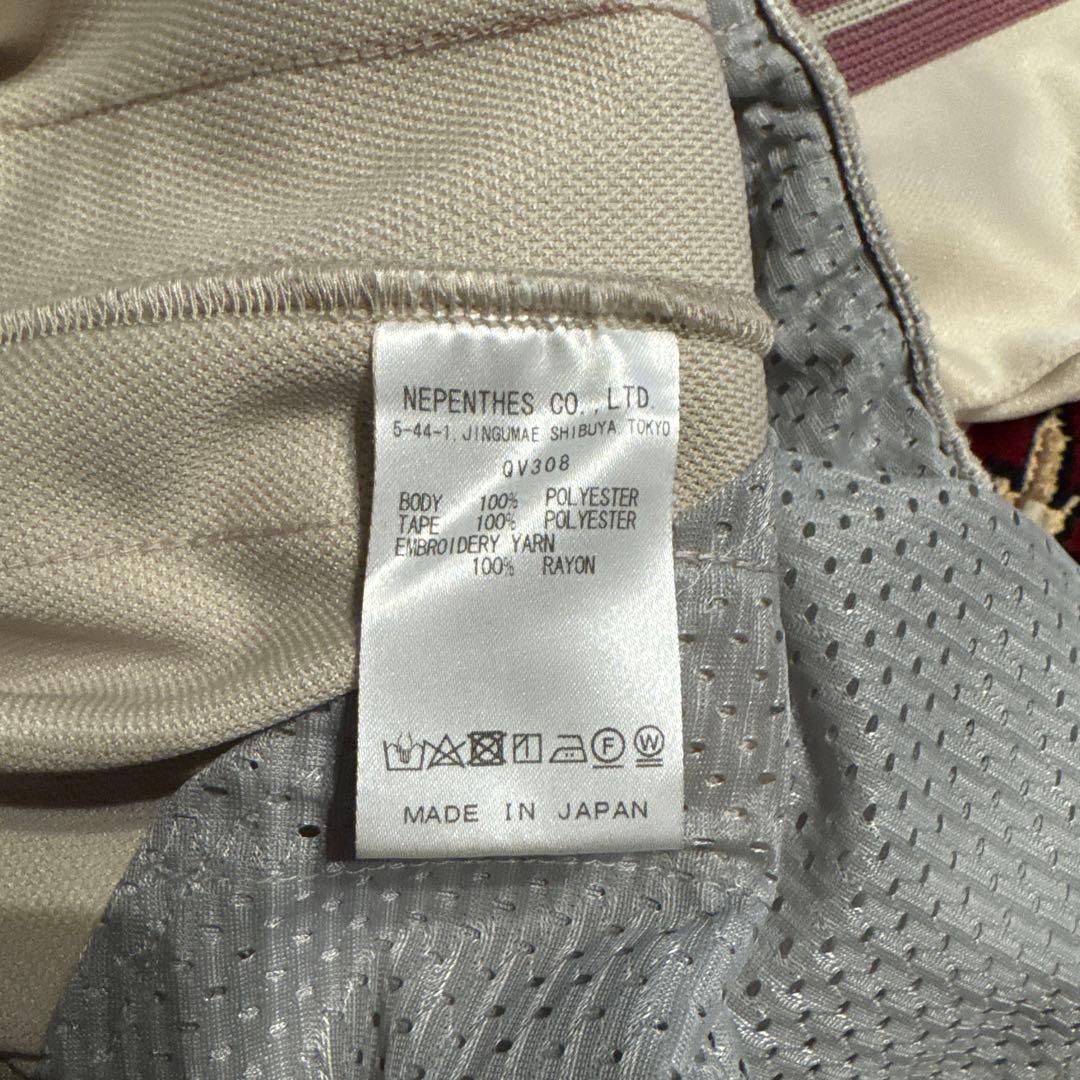 NEPENTHES CO.,LTD.
5-44-1, JINGUMAE SHIBUYA, TOKYO
QV308
BODY 100% POLYESTER
TAPE 100% POLYESTER
EMBROIDERY YARN
100% RAYON
F W
MADE IN JAPAN